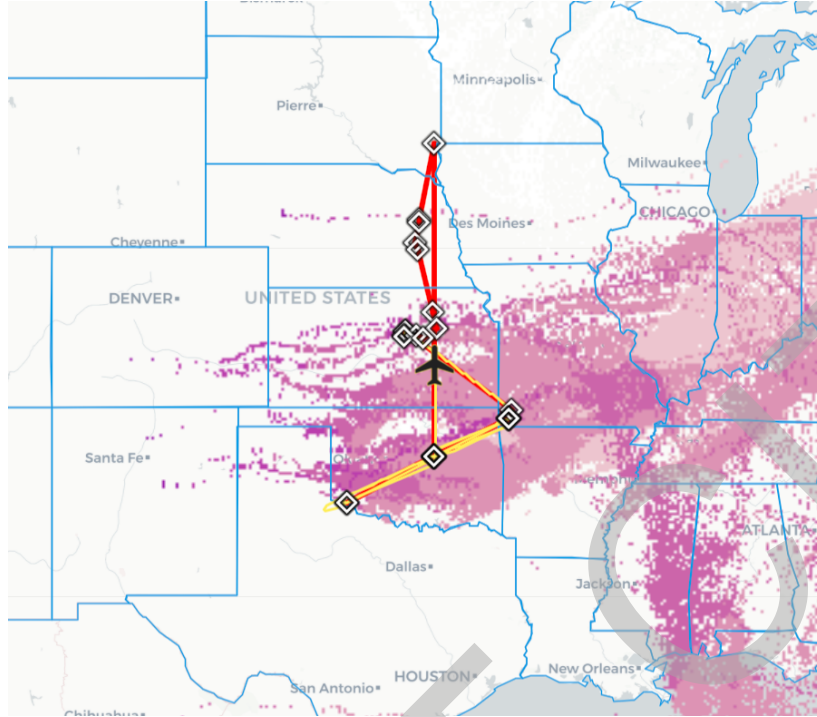 Minneapolis
Pierre
Milwaukee
CHICAGO
Des Moines
Cheyenne
DENVER
UNITED STATES
Santa Fe
ATLANTA
Dallas
Jackson
New Orleans
HOUSTON
San Antonio